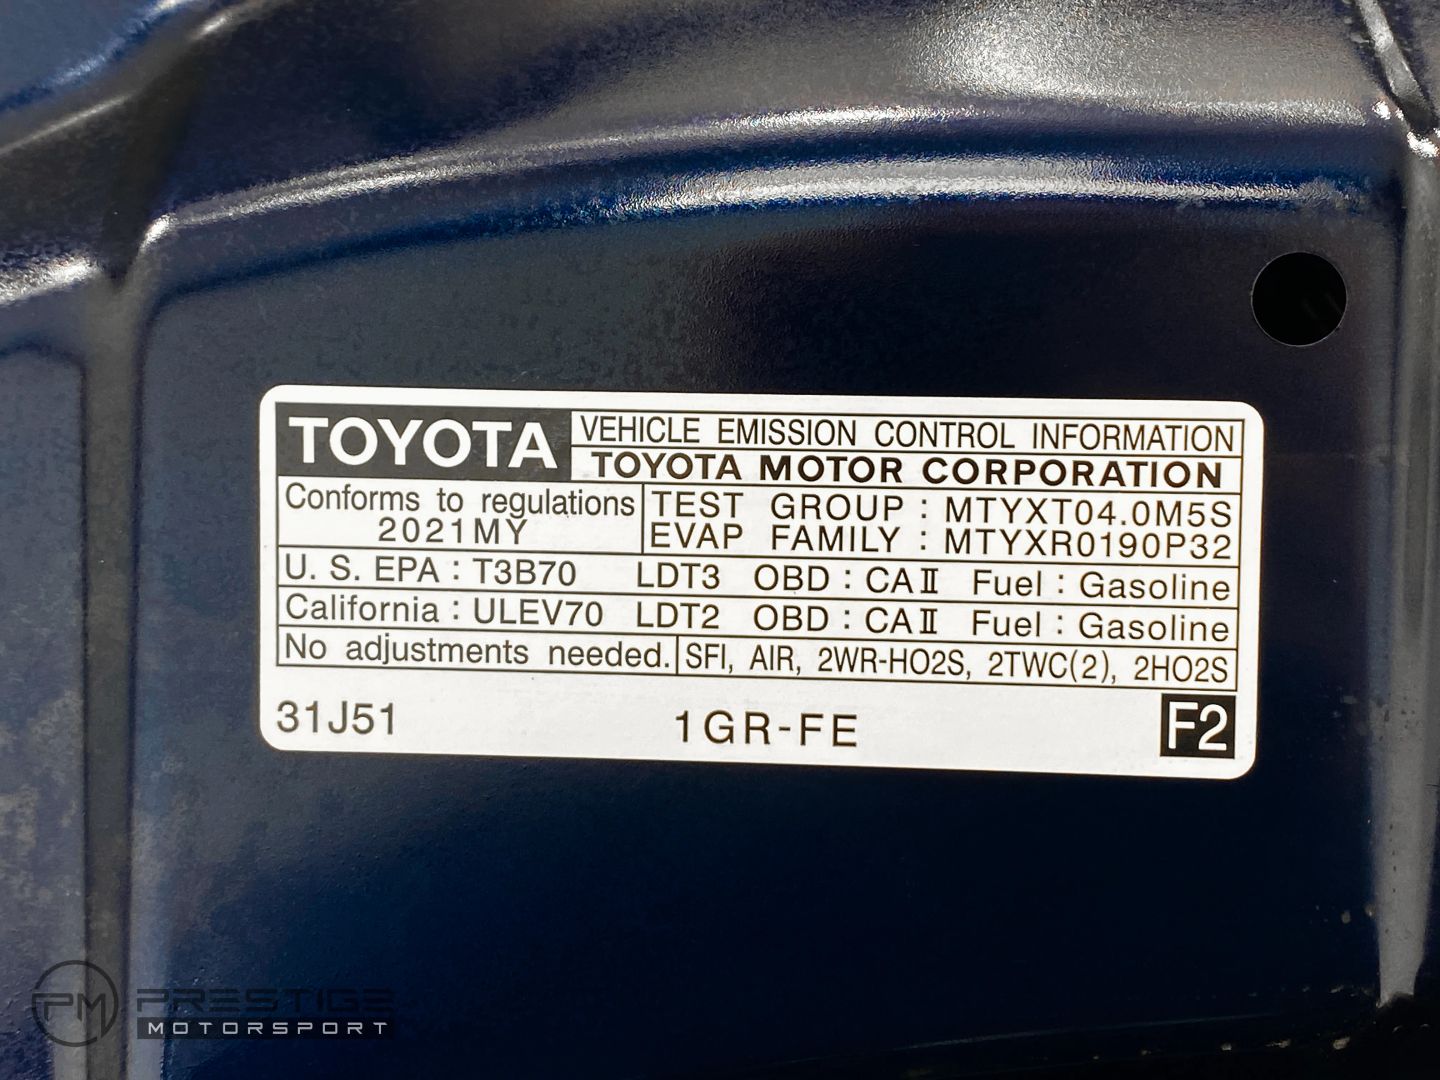 TOYOTA
VEHICLE EMISSION CONTROL INFORMATION
TOYOTA MOTOR CORPORATION
Conforms to regulations
2021MY
TEST GROUP : MTYXT04.0M5S
EVAP FAMILY : MTYXR0190P32
U. S. EPA : T3B70 LDT3 OBD : CAⅡ Fuel : Gasoline
California : ULEV70 LDT2 OBD : CAⅡ Fuel : Gasoline
No adjustments needed. SFI, AIR, 2WR-HO2S, 2TWC(2), 2HO2S
31J51 1GR-FE F2
PM PRESTIGE
MOTORSPORT